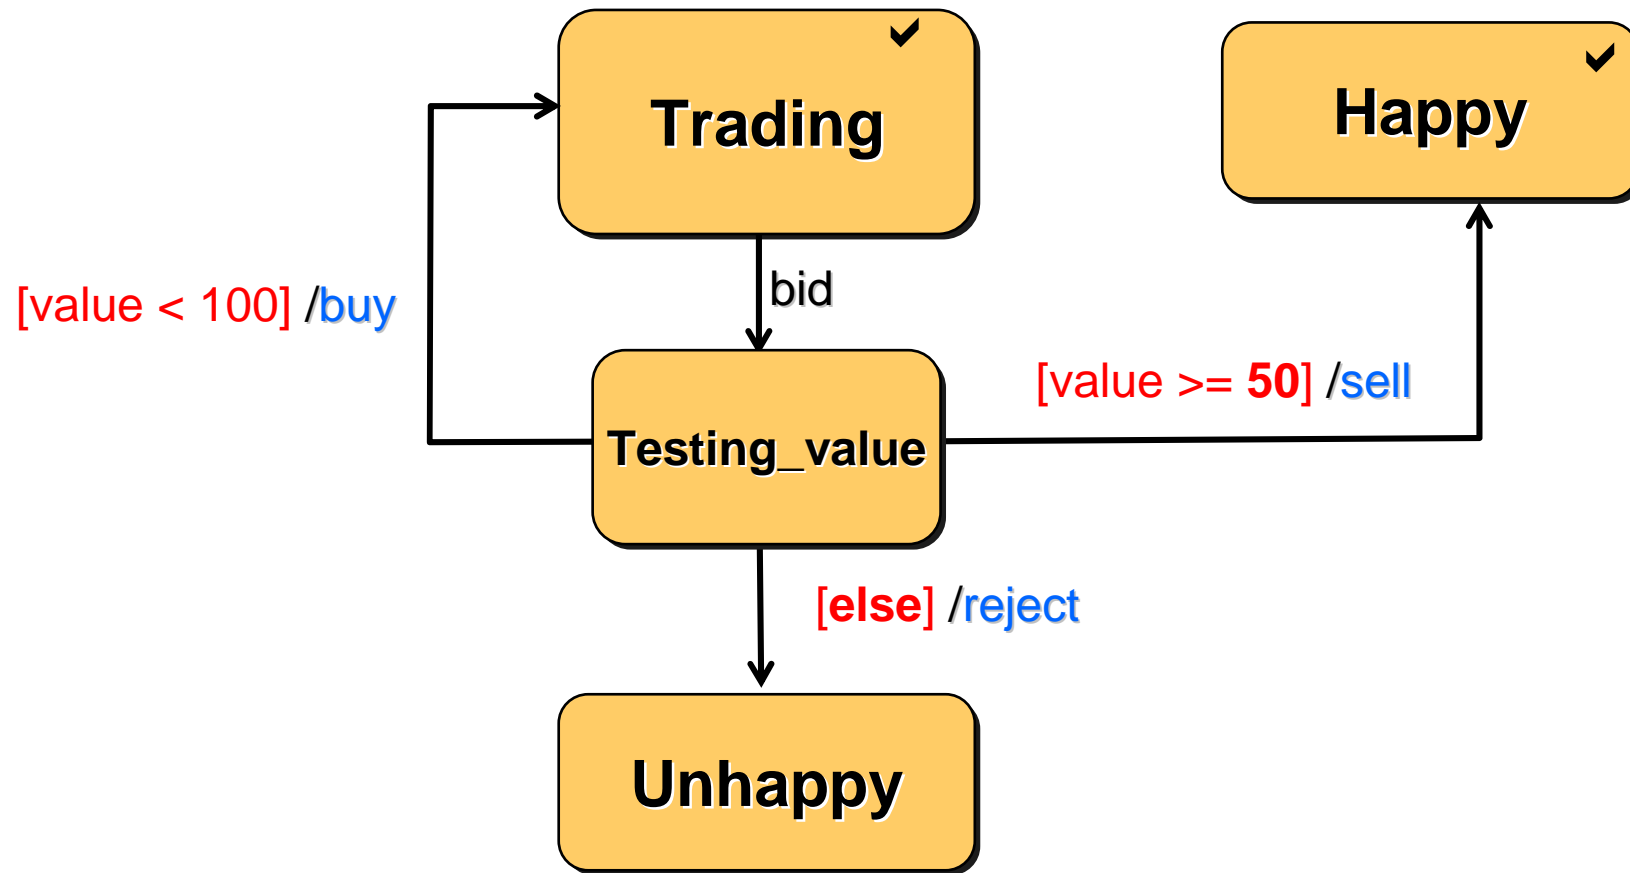 Trading
Happy
bid
[value < 100] /buy
[value >= 50] /sell
Testing_value
[else] /reject
Unhappy